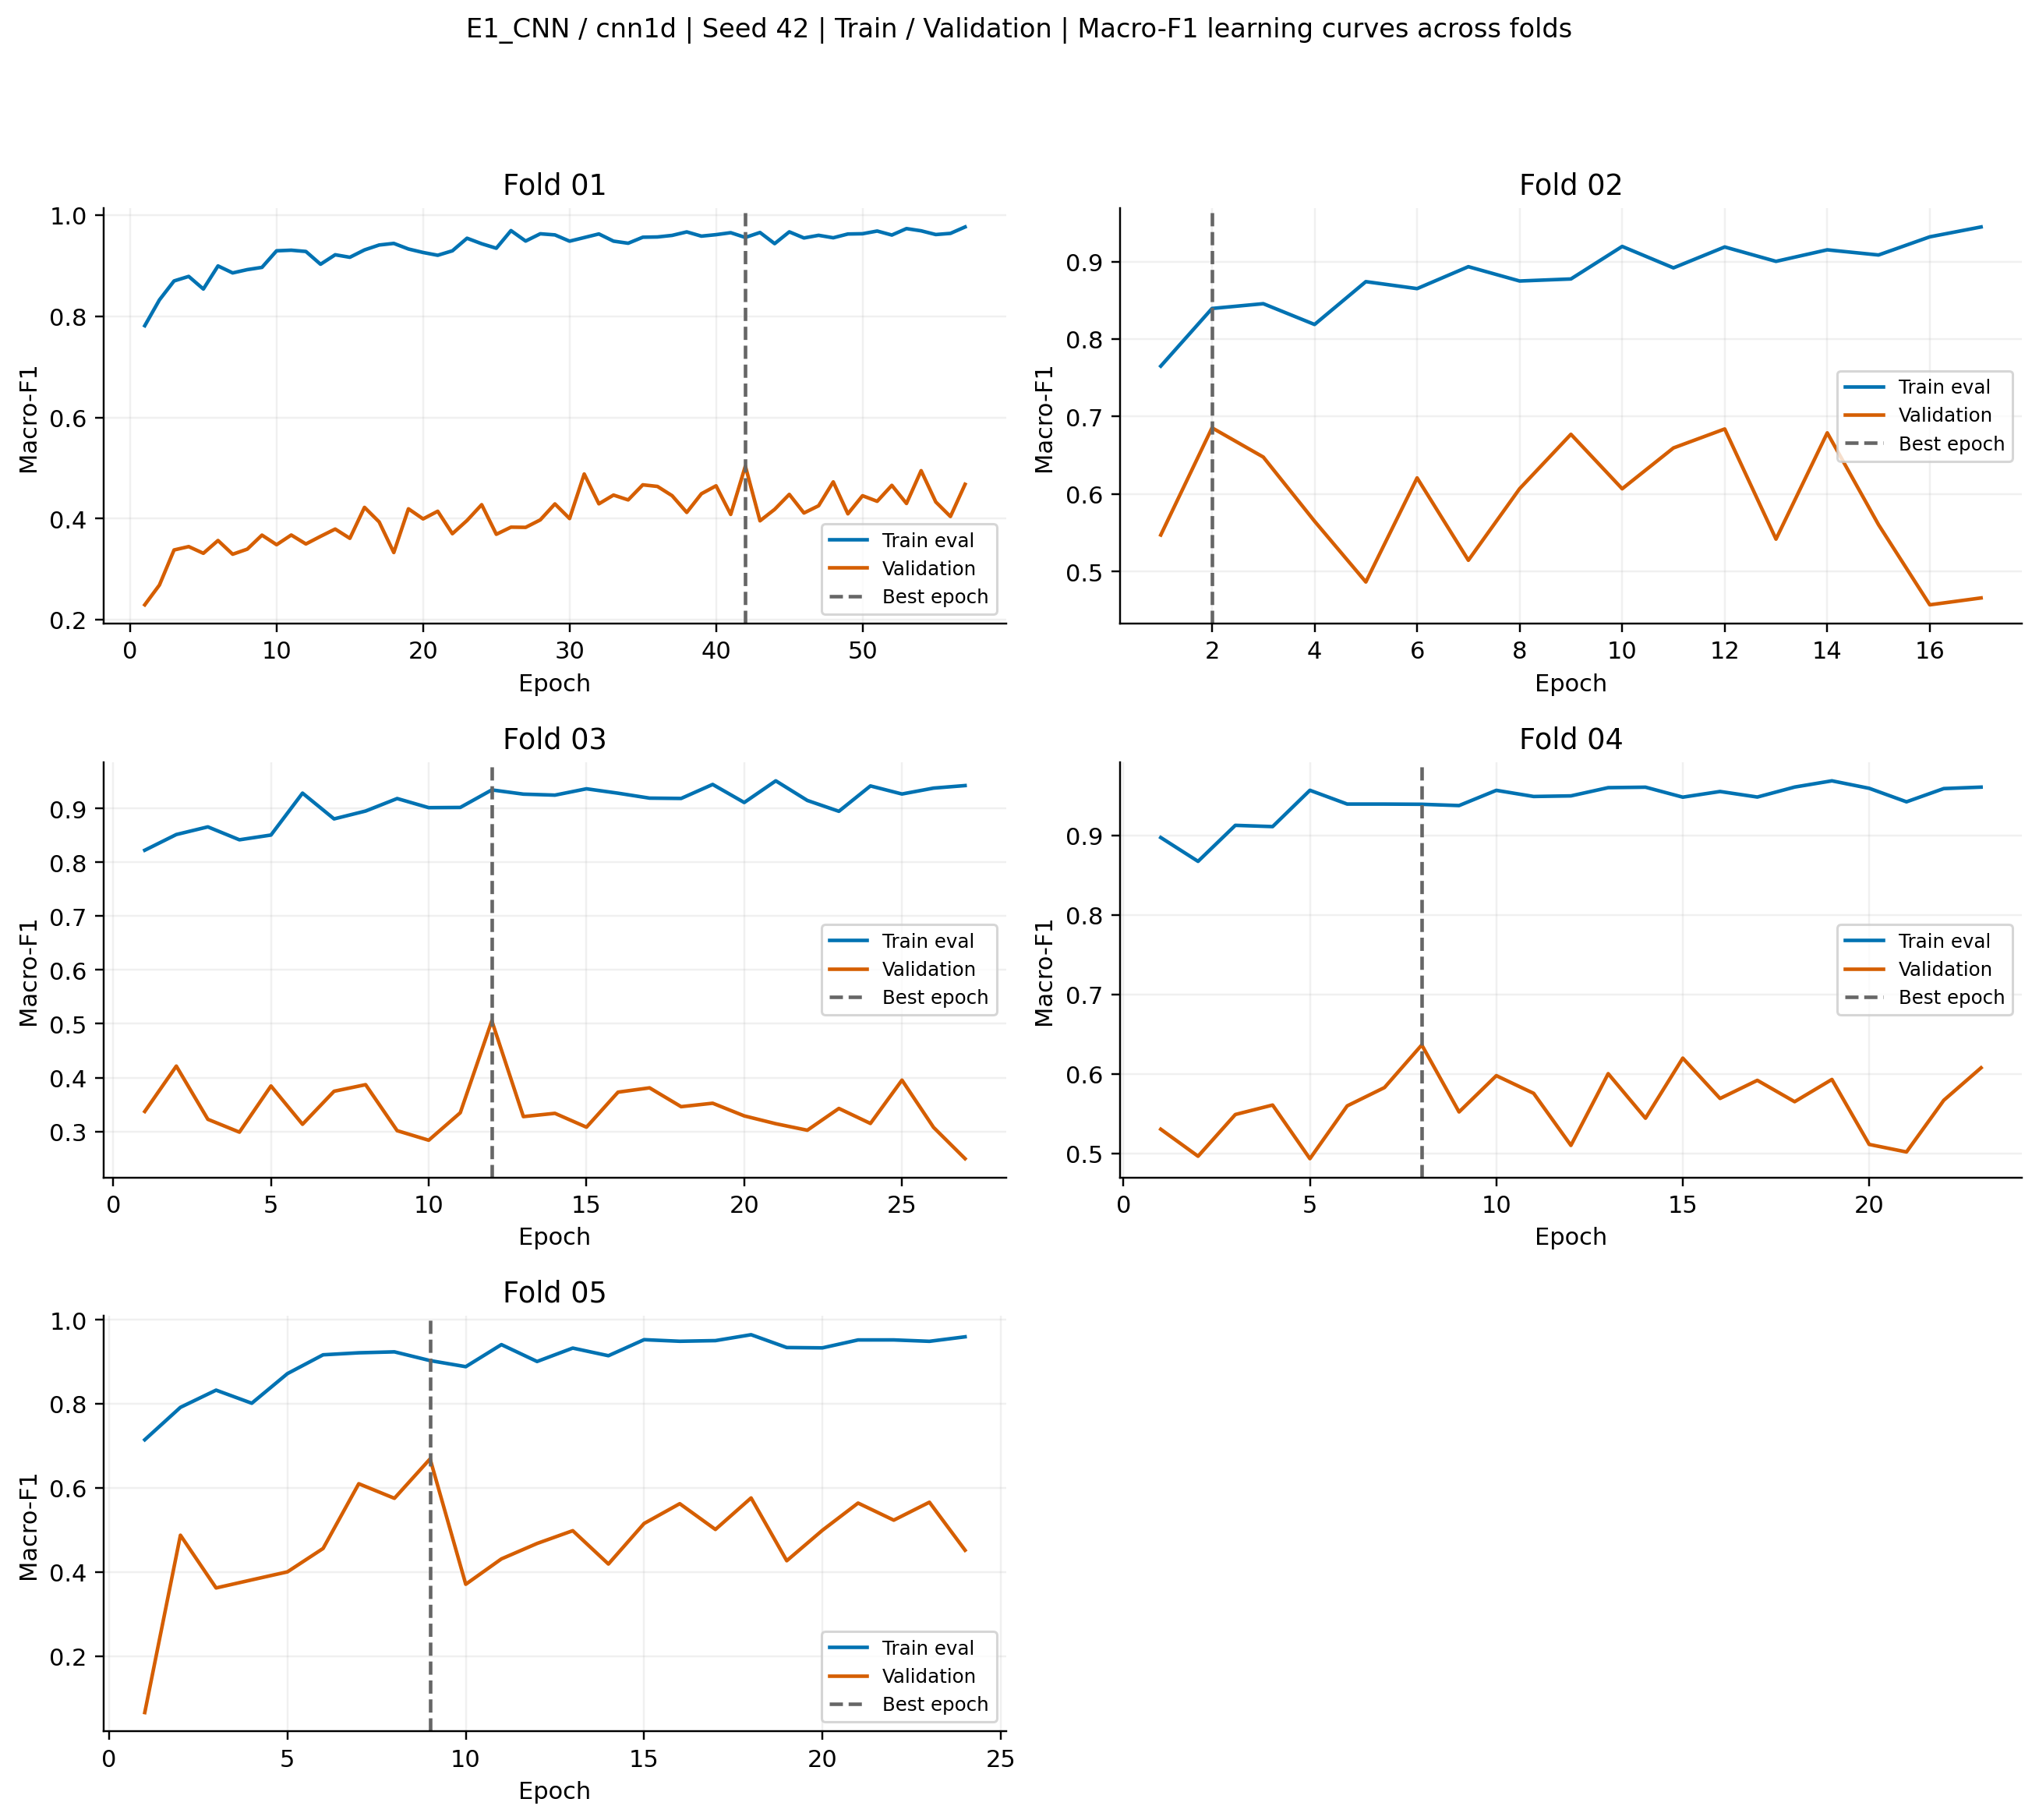 E1_CNN / cnn1d | Seed 42 | Train / Validation | Macro-F1 learning curves across folds
Fold 01
1.0
0.8
0.6
0.4
0.2
Macro-F1
Train eval
Validation
Best epoch
0 10 20 30 40 50
Epoch
Fold 02
0.9
0.8
0.7
0.6
0.5
Macro-F1
Train eval
Validation
Best epoch
2 4 6 8 10 12 14 16
Epoch
Fold 03
0.9
0.8
0.7
0.6
0.5
0.4
0.3
Macro-F1
Train eval
Validation
Best epoch
0 5 10 15 20 25
Epoch
Fold 04
0.9
0.8
0.7
0.6
0.5
Macro-F1
Train eval
Validation
Best epoch
0 5 10 15 20
Epoch
Fold 05
1.0
0.8
0.6
0.4
0.2
Macro-F1
Train eval
Validation
Best epoch
0 5 10 15 20 25
Epoch